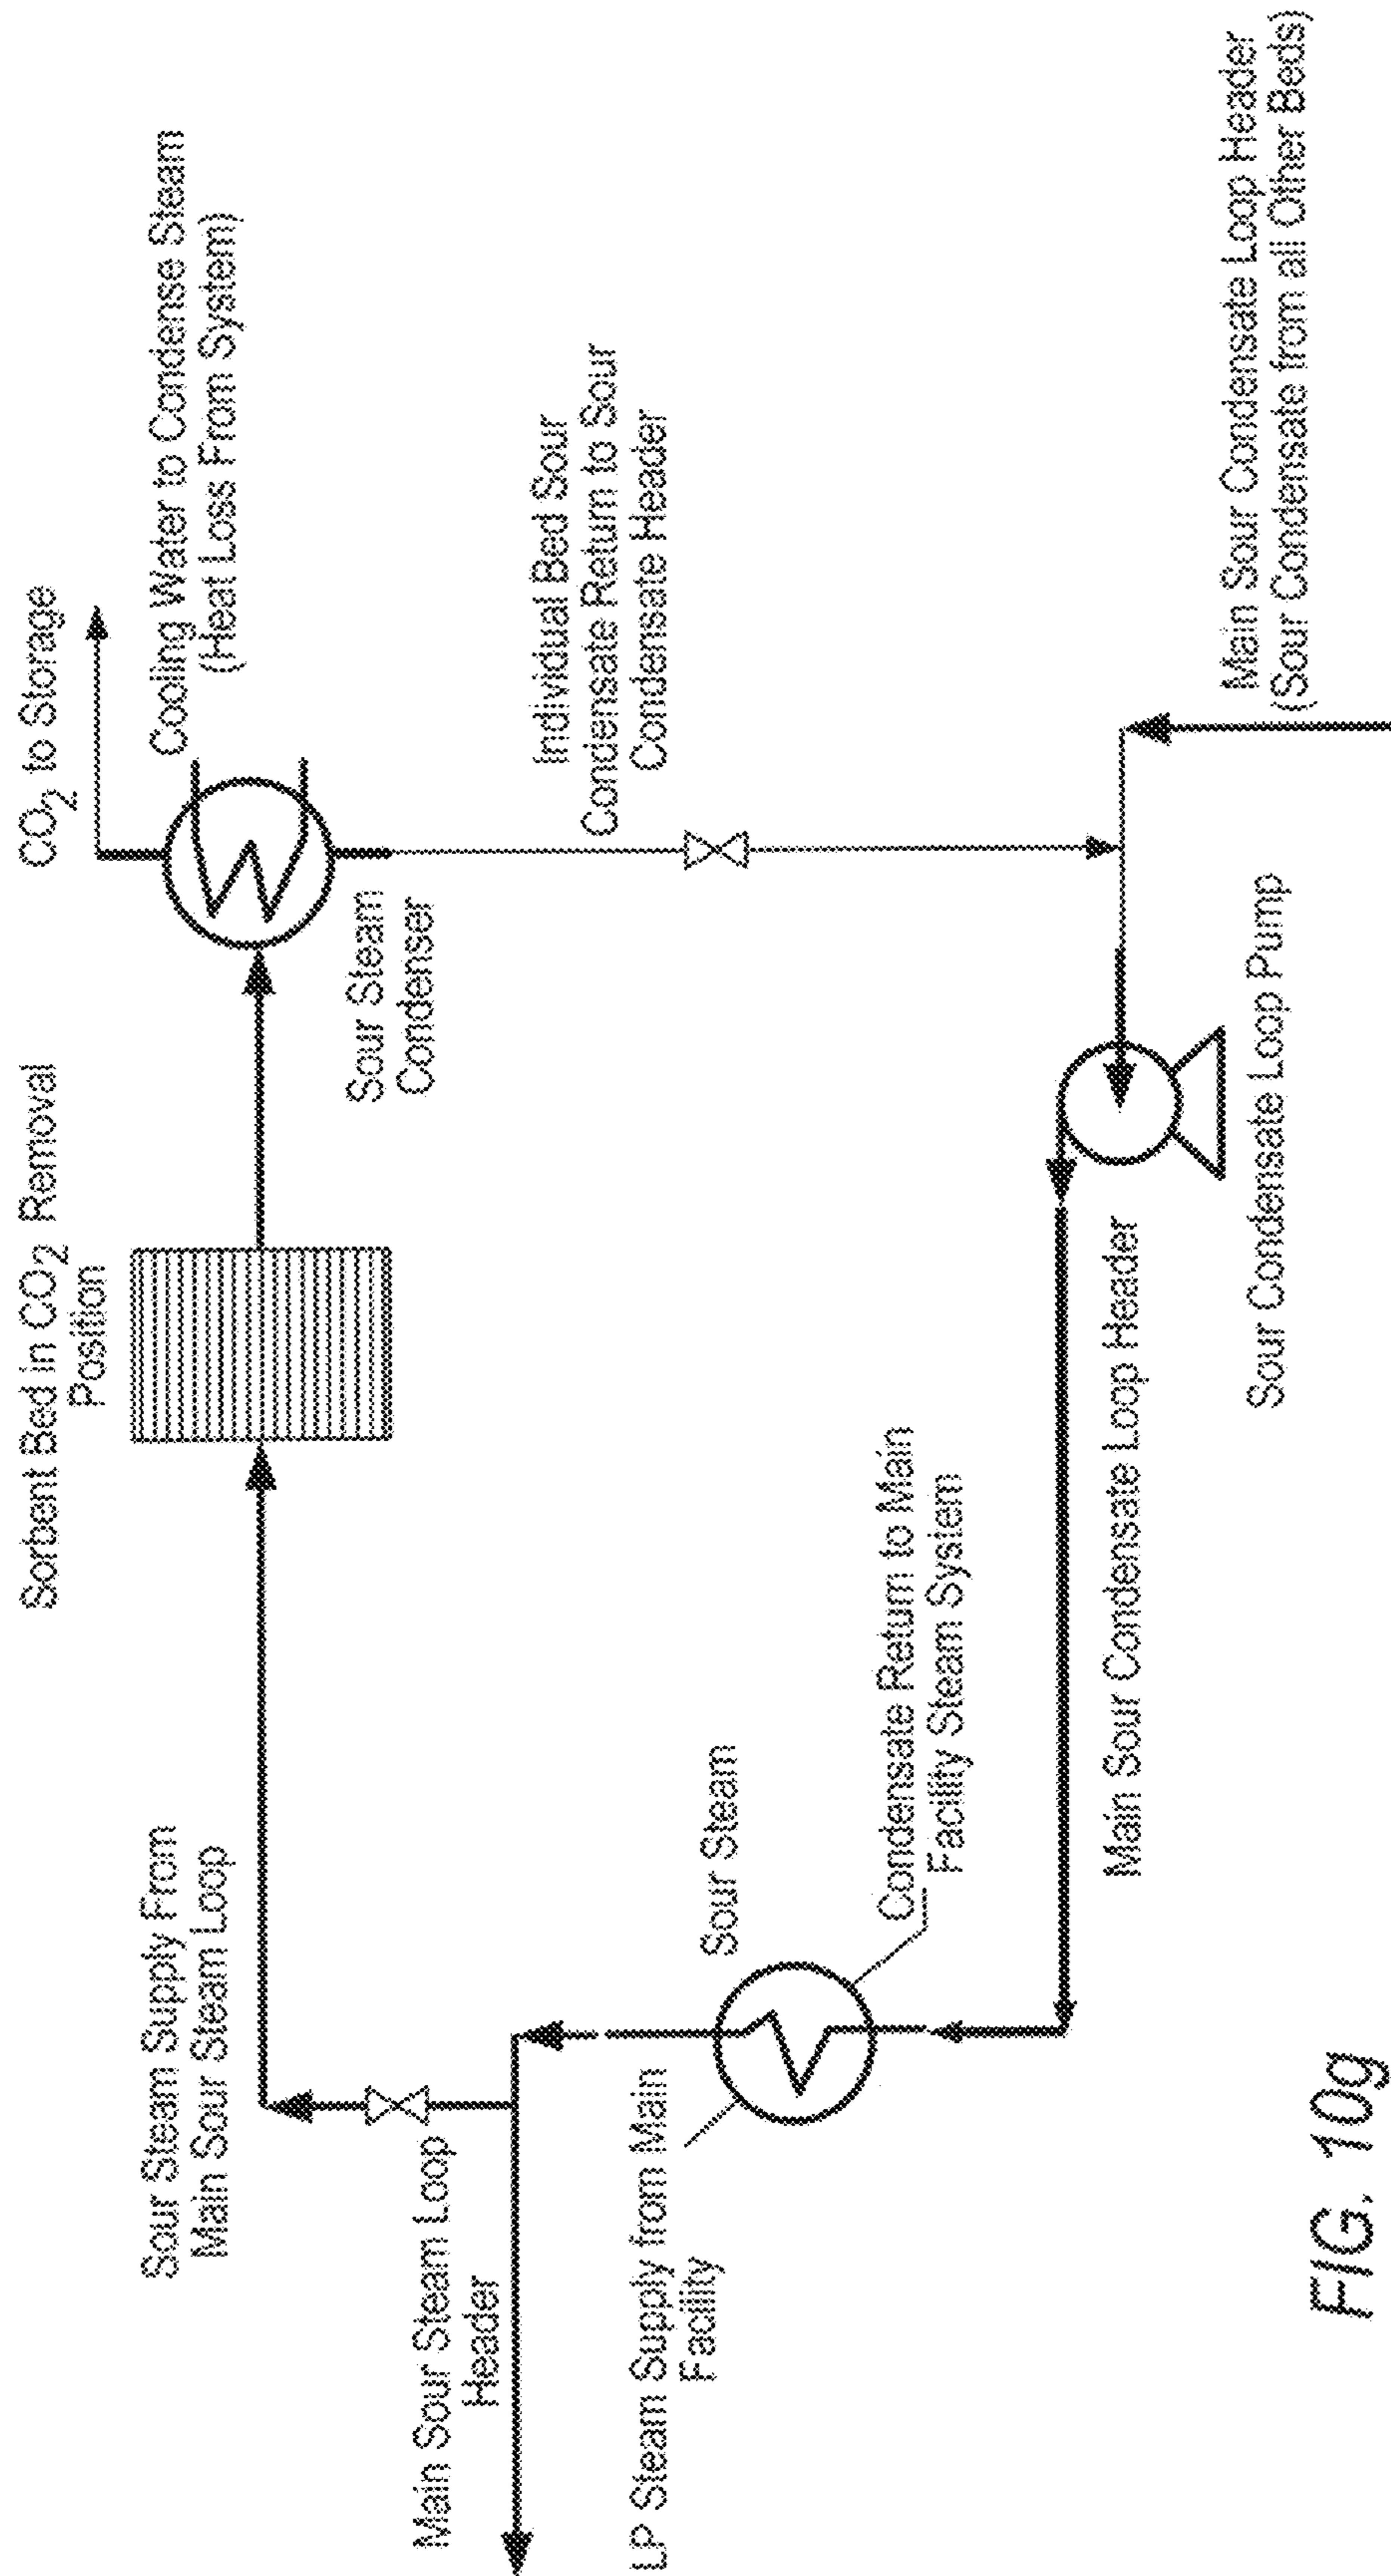 Sorbent Bed in CO2 Removal
Position
CO2 to Storage
Sour Steam Supply From
Main Sour Steam Loop
Cooling Water to Condense Steam
(Heat Loss From System)
Sour Steam
Condenser
Main Sour Steam Loop
Header
Individual Bed Sour
Condensate Return to Sour
Condensate Header
LP Steam Supply from Main
Facility
Sour Steam
Condensate Return to Main
Facility Steam System
Main Sour Condensate Loop Header
Sour Condensate Loop Pump
Main Sour Condensate Loop Header
(Sour Condensate from all Other Beds)
FIG. 10g